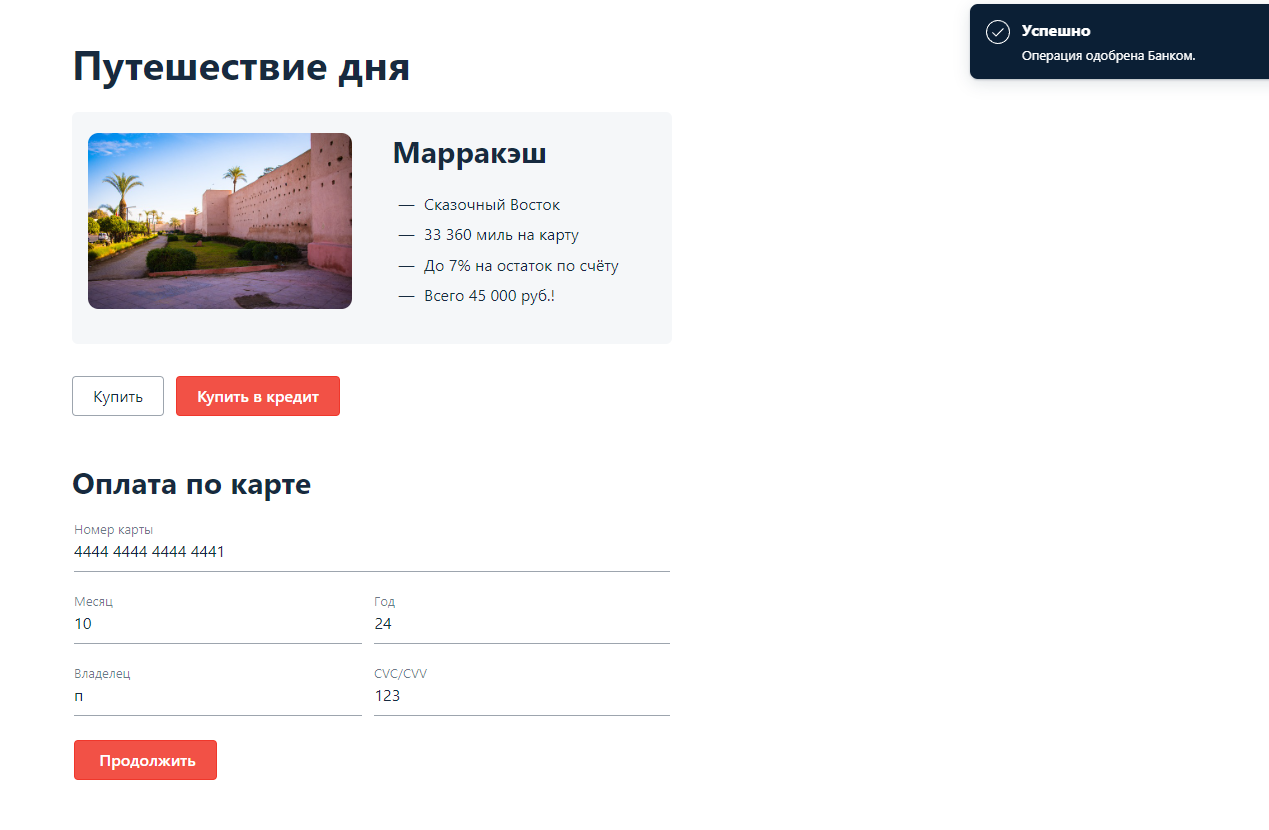 Путешествие дня
Успешно
Операция одобрена Банком.
Марракэш
— Сказочный Восток
— 33 360 миль на карту
— До 7% на остаток по счёту
— Всего 45 000 руб.!
Купить Купить в кредит
Оплата по карте
Номер карты
4444 4444 4444 4441
Месяц Год
10 24
Владелец CVC/CVV
п 123
Продолжить